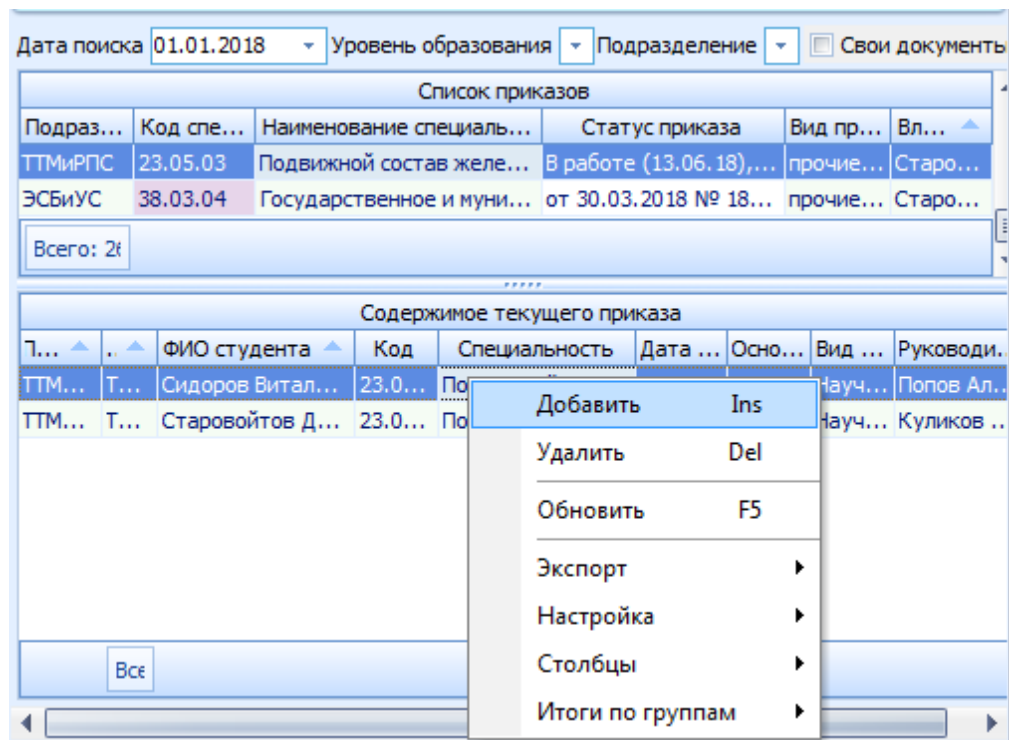 Дата поиска 01.01.2018 Уровень образования Подразделение Свои документы
Список приказов
Подраз... Код спе... Наименование специаль... Статус приказа Вид пр... Вл...
ТТМиРПС 23.05.03 Подвижной состав желе... В работе (13.06.18),... прочие... Старо...
ЭСБиУС 38.03.04 Государственное и муни... от 30.03.2018 № 18... прочие... Старо...
Всего: 26
Содержимое текущего приказа
П... .. ФИО студента Код Специальность Дата ... Осно... Вид ... Руководи..
ТТМ... Т... Сидоров Витал... 23.0... По Науч... Попов Ал..
ТТМ... Т... Старовойтов Д... 23.0... По Науч... Куликов ..
Добавить Ins
Удалить Del
Обновить F5
Экспорт
Настройка
Столбцы
Итоги по группам
Все